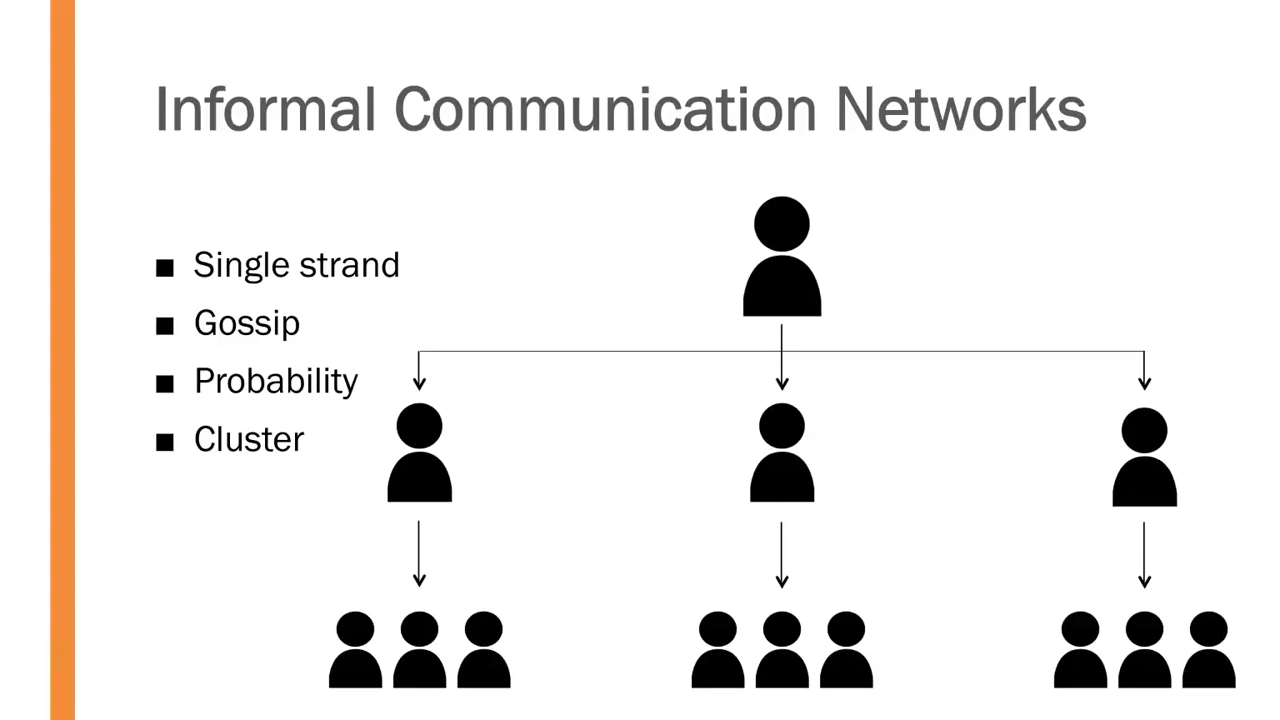 Informal Communication Networks
■ Single strand
■ Gossip
■ Probability
■ Cluster